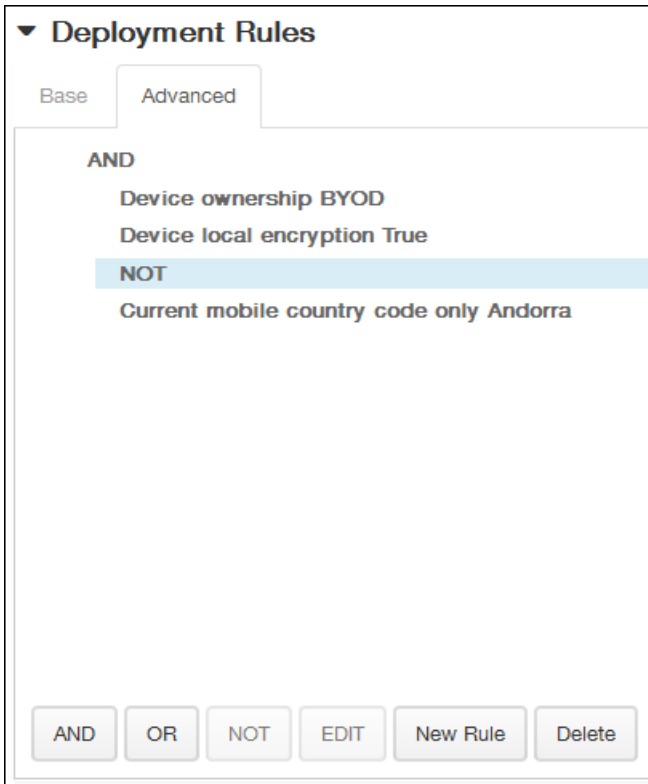 Deployment Rules
Base Advanced
AND
Device ownership BYOD
Device local encryption True
NOT
Current mobile country code only Andorra
AND OR NOT EDIT New Rule Delete